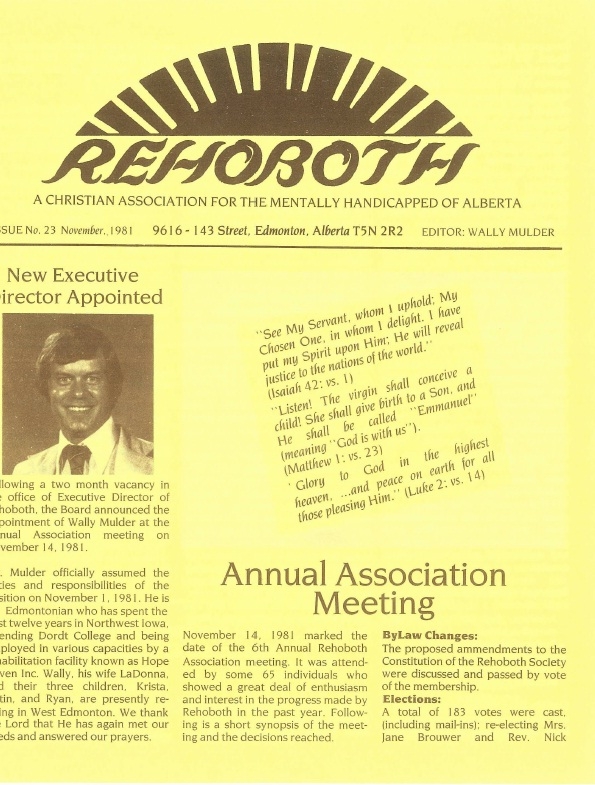 REHOBOTH
A CHRISTIAN ASSOCIATION FOR THE MENTALLY HANDICAPPED OF ALBERTA
SSUE No. 23 November, 1981 9616 - 143 Street, Edmonton, Alberta T5N 2R2 EDITOR: WALLY MULDER
New Executive
irector Appointed
llowing a two month vacancy in
e office of Executive Director of
hoboth, the Board announced the
pointment of Wally Mulder at the
nual Association meeting on
vember 14, 1981.
. Mulder officially assumed the
ties and responsibilities of the
sition on November 1, 1981. He is
Edmontonian who has spent the
st twelve years in Northwest Iowa,
ending Dordt College and being
ployed in various capacities by a
habilitation facility known as Hope
ven Inc. Wally, his wife LaDonna,
d their three children, Krista,
tin, and Ryan, are presently re-
ing in West Edmonton. We thank
e Lord that He has again met our
eds and answered our prayers.
"See My Servant, whom I uphold; My
Chosen One, in whom I delight. I have
put my Spirit upon Him; He will reveal
justice to the nations of the world."
(Isaiah 42: vs. 1)
"Listen! The virgin shall conceive a
child! She shall give birth to a Son, and
He shall be called "Emmanuel"
(meaning "God is with us").
(Matthew 1: vs. 23)
' Glory to God in the highest
heaven, ...and peace on earth for all
those pleasing Him." (Luke 2: vs. 14)
Annual Association
Meeting
November 14, 1981 marked the
date of the 6th Annual Rehoboth
Association meeting. It was attend-
ed by some 65 individuals who
showed a great deal of enthusiasm
and interest in the progress made by
Rehoboth in the past year. Follow-
ing is a short synopsis of the meet-
ing and the decisions reached.
ByLaw Changes:
The proposed ammendments to the
Constitution of the Rehoboth Society
were discussed and passed by vote
of the membership.
Elections:
A total of 183 votes were cast,
(including mail-ins); re-electing Mrs.
Jane Brouwer and Rev. Nick